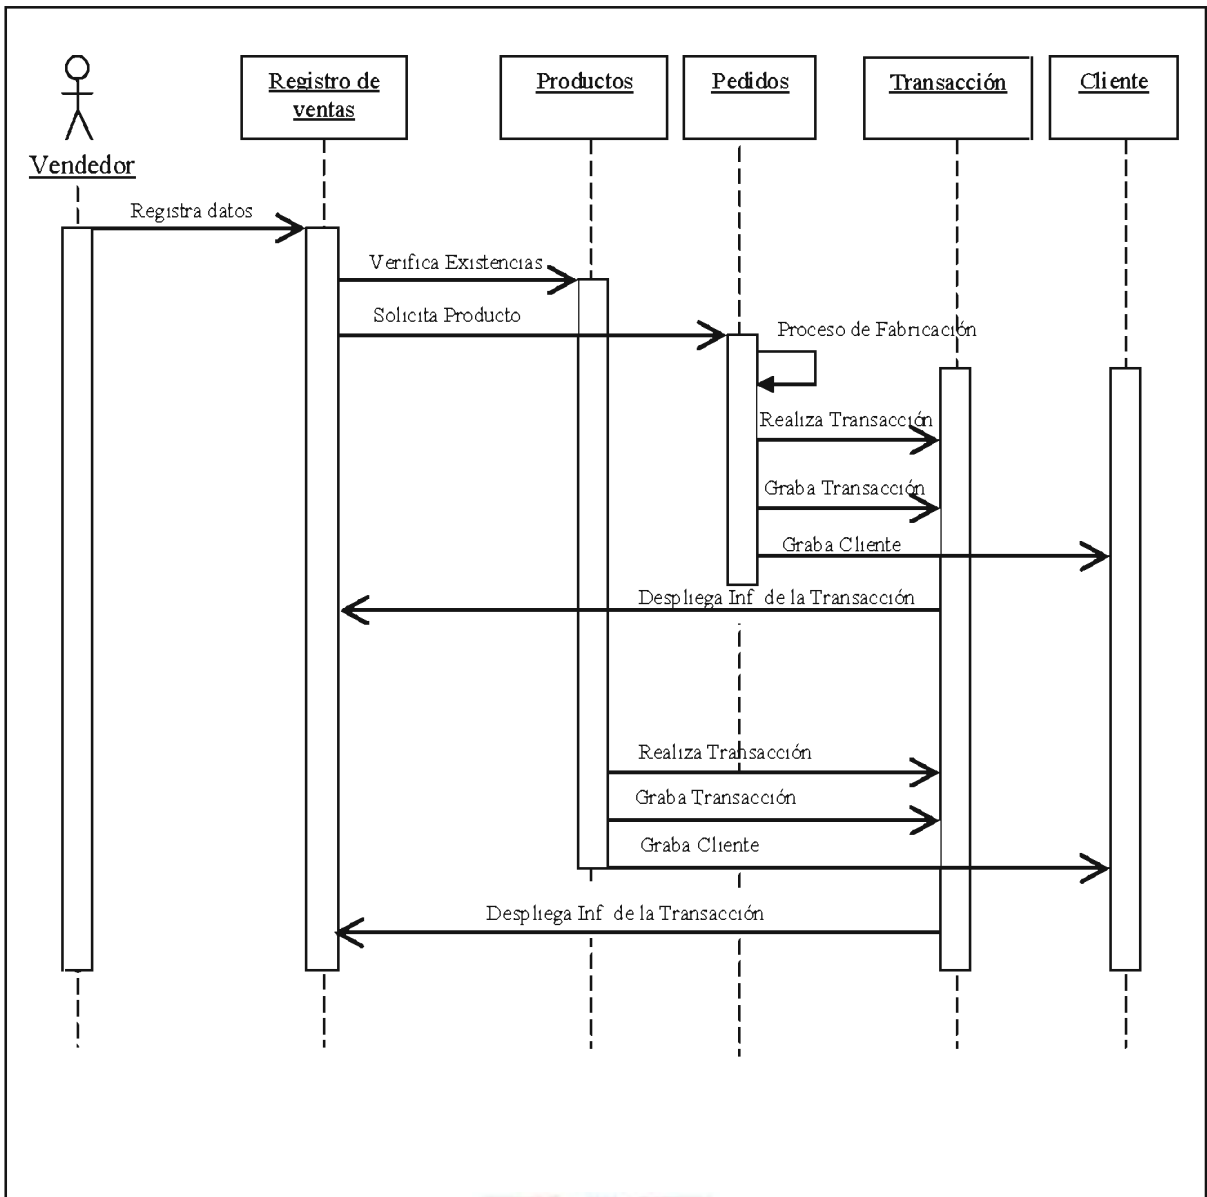 Registro de
ventas
Productos
Pedidos
Transacción
Cliente
Vendedor
Registra datos
Verifica Existencias
Solicita Producto
Proceso de Fabricación
Realiza Transacción
Graba Transacción
Graba Cliente
Despliega Inf de la Transacción
Realiza Transacción
Graba Transacción
Graba Cliente
Despliega Inf de la Transacción